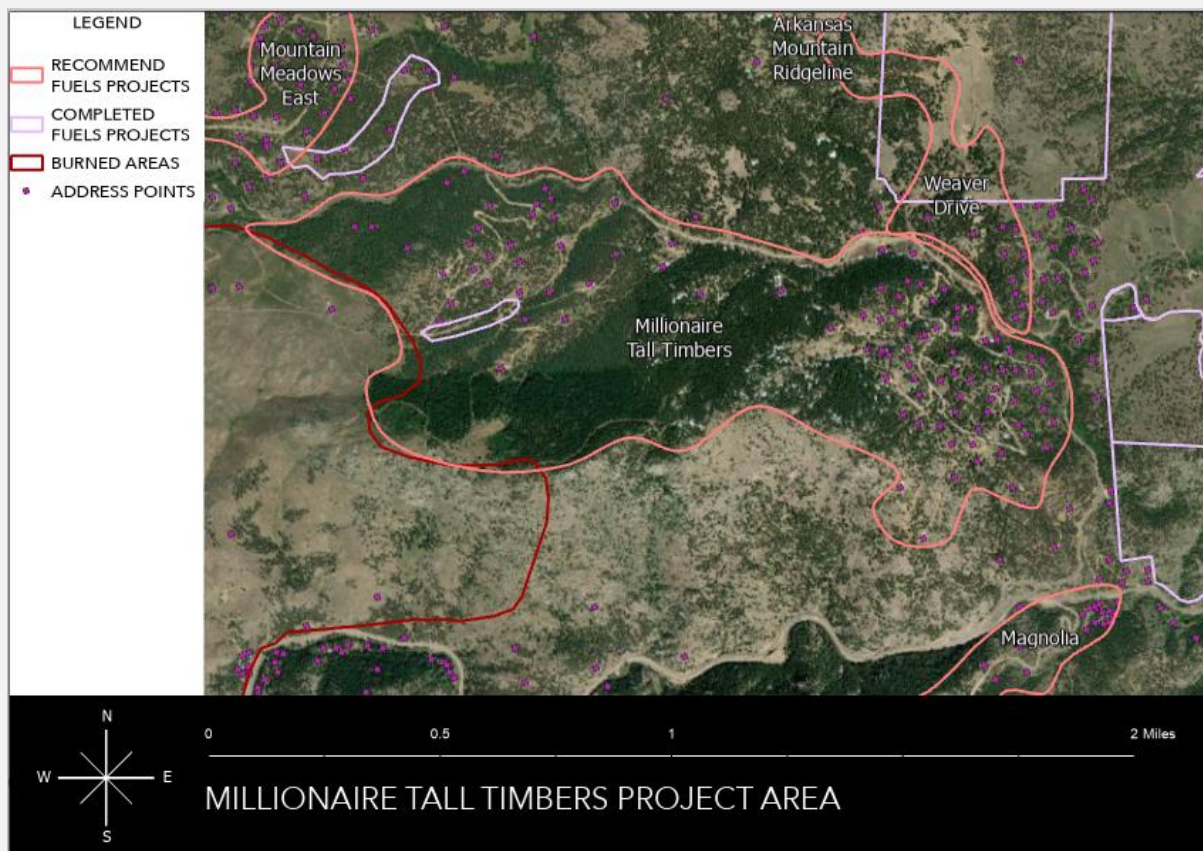 LEGEND
RECOMMEND
FUELS PROJECTS
COMPLETED
FUELS PROJECTS
BURNED AREAS
ADDRESS POINTS
Mountain
Meadows
East
Arkansas
Mountain
Ridgeline
Weaver
Drive
Millionaire
Tall Timbers
Magnolia
N
W
E
S
0
0.5
1
2 Miles
MILLIONAIRE TALL TIMBERS PROJECT AREA